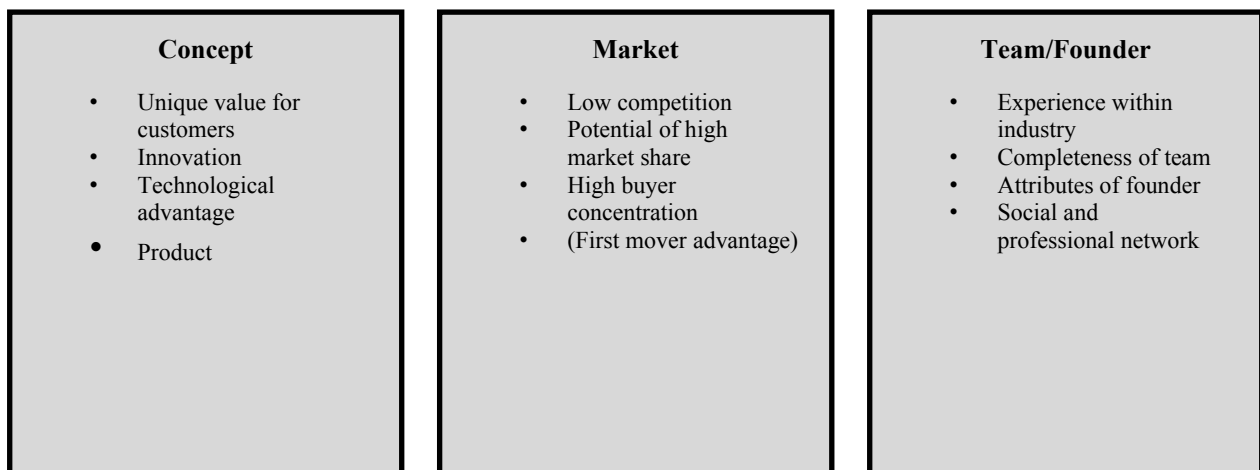 Concept
• Unique value for
customers
• Innovation
• Technological
advantage
• Product
Market
• Low competition
• Potential of high
market share
• High buyer
concentration
• (First mover advantage)
Team/Founder
• Experience within
industry
• Completeness of team
• Attributes of founder
• Social and
professional network